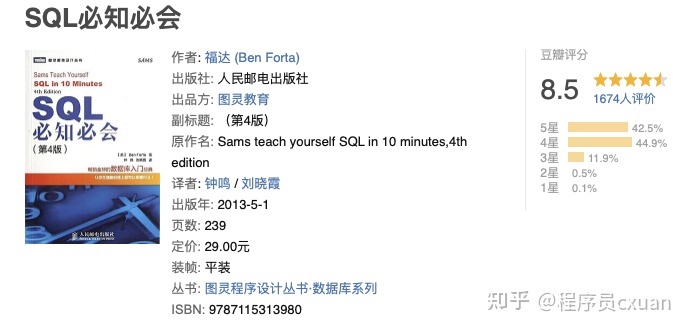 SQL必知必会
SAMS
Sams Teach Yourself
SQL in 10 Minutes
4th Edition
SQL
必知必会
（第4版）
人民邮电出版社
作者: 福达 (Ben Forta)
出版社: 人民邮电出版社
出品方: 图灵教育
副标题: （第4版）
原作名: Sams teach yourself SQL in 10 minutes,4th
edition
译者: 钟鸣 / 刘晓霞
出版年: 2013-5-1
页数: 239
定价: 29.00元
装帧: 平装
丛书: 图灵程序设计丛书·数据库系列
ISBN: 9787115313980
豆瓣评分
8.5
1674人评价
5星 42.5%
4星 44.9%
3星 11.9%
2星 0.5%
1星 0.1%
知乎 @程序员cxuan